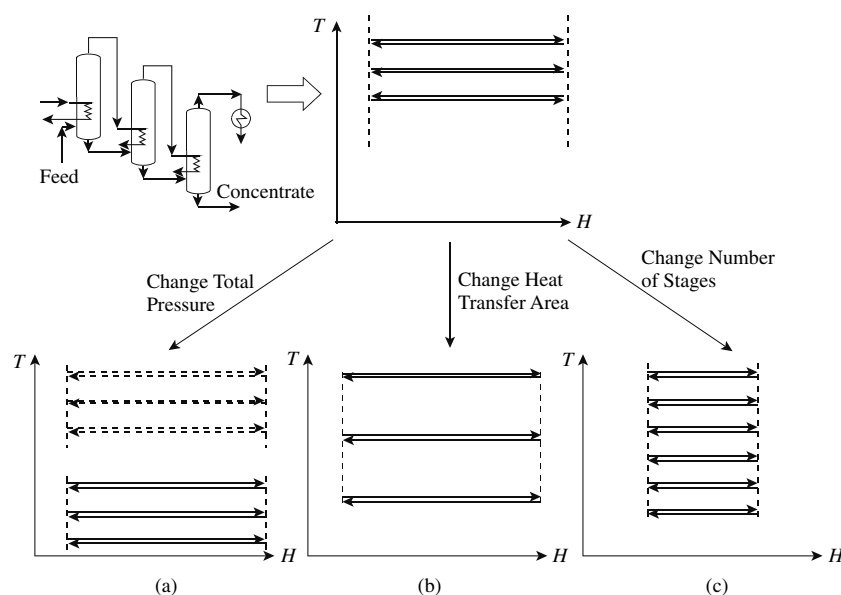 T
Feed
Concentrate
H
Change Total
Pressure
Change Heat
Transfer Area
Change Number
of Stages
T
T
T
H
H
H
(a)
(b)
(c)